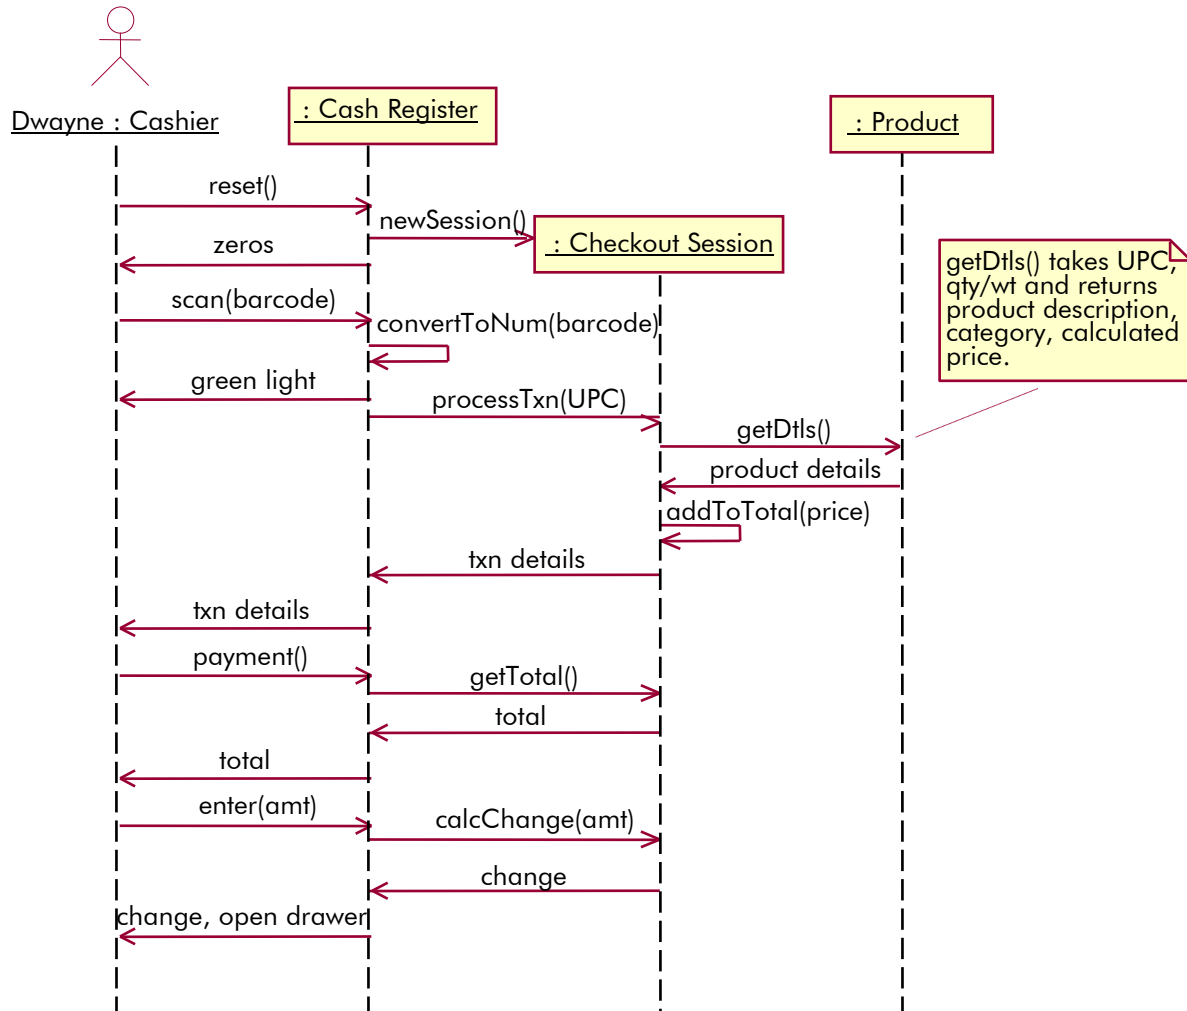 Dwayne : Cashier
: Cash Register
: Product
reset()
newSession()
: Checkout Session
zeros
getDtls() takes UPC,
qty/wt and returns
product description,
category, calculated
price.
scan(barcode)
convertToNum(barcode)
green light
processTxn(UPC)
getDtls()
product details
addToTotal(price)
txn details
txn details
payment()
getTotal()
total
total
enter(amt)
calcChange(amt)
change
change, open drawer